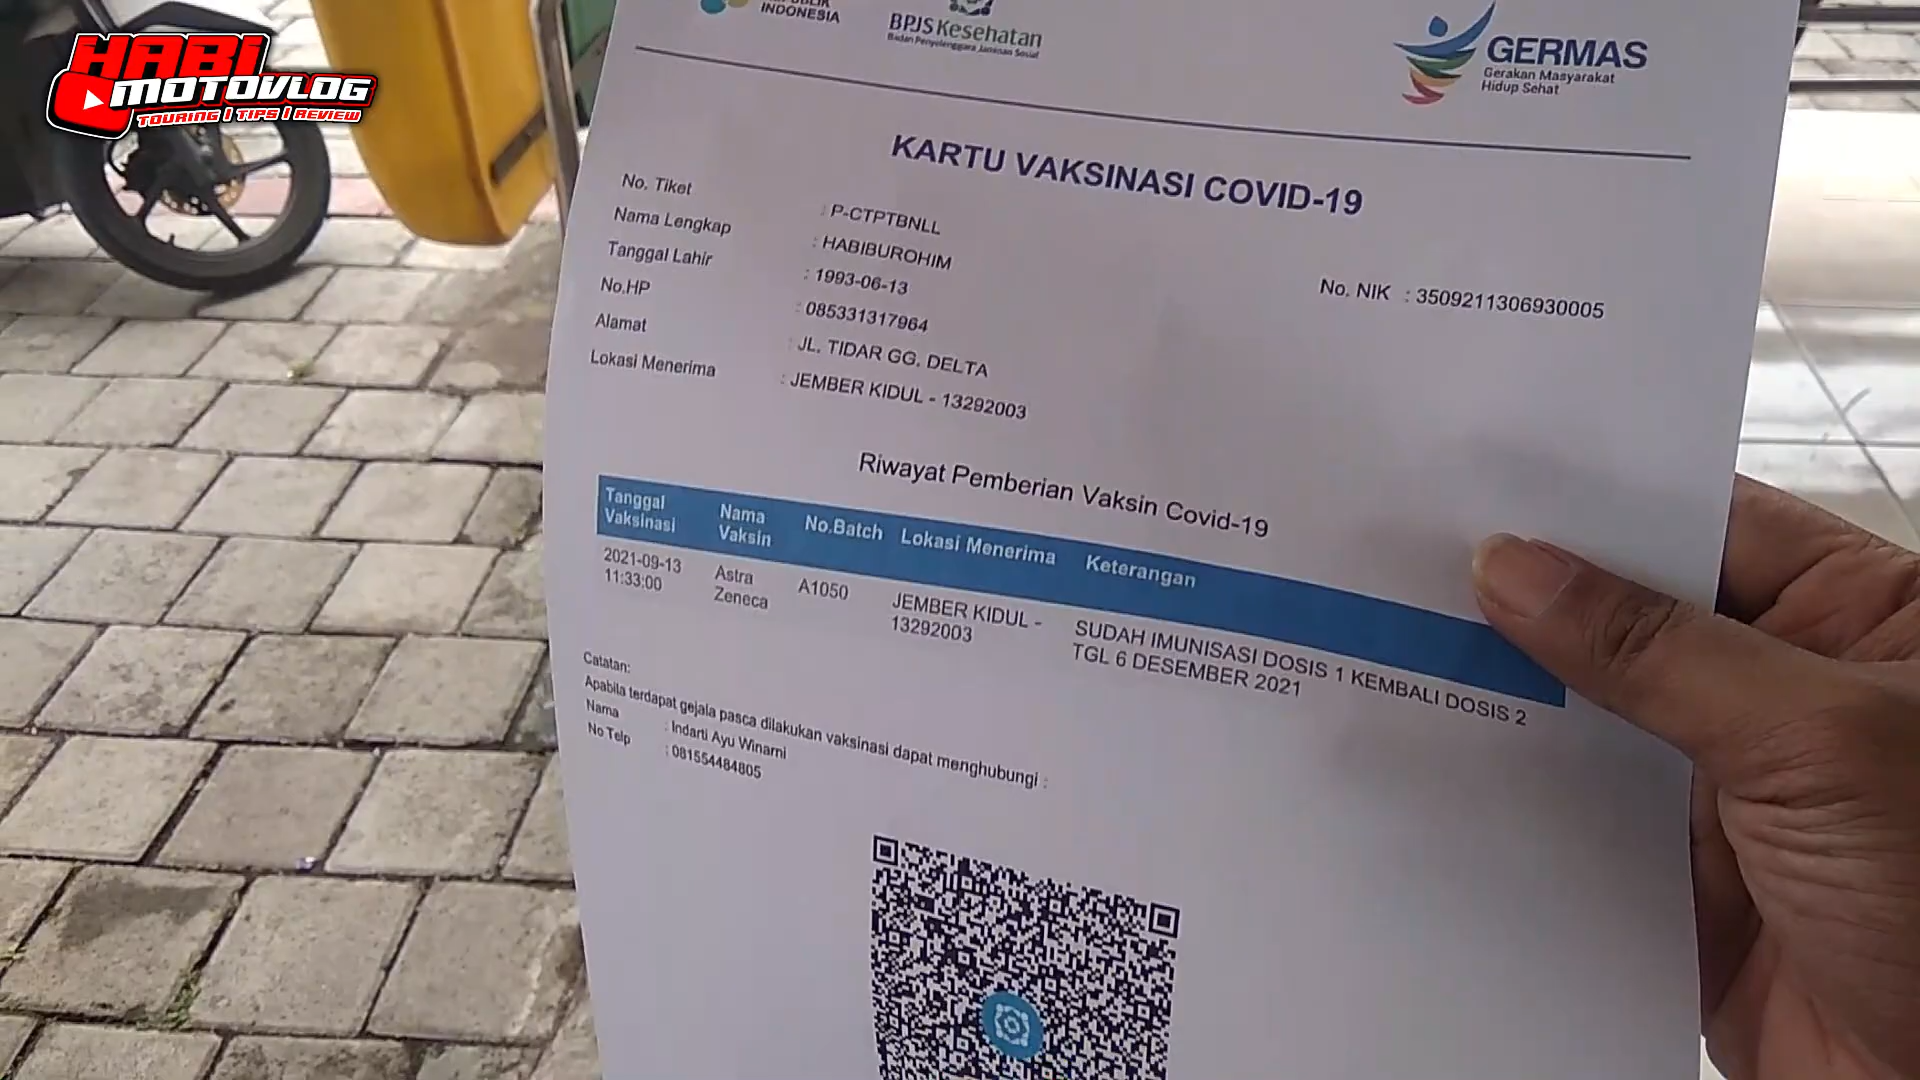 HABI
MOTOVLOG
TOURING | TIPS | REVIEW
INDONESIA
BPJS Kesehatan
Badan Penyelenggara Jaminan Sosial
GERMAS
Gerakan Masyarakat
Hidup Sehat
KARTU VAKSINASI COVID-19
No. Tiket : P-CTPTBNLL
Nama Lengkap : HABIBUROHIM
Tanggal Lahir : 1993-06-13
No. NIK : 3509211306930005
No.HP : 085331317964
Alamat : JL. TIDAR GG. DELTA
Lokasi Menerima : JEMBER KIDUL - 13292003
Riwayat Pemberian Vaksin Covid-19
Tanggal Vaksinasi Nama Vaksin No.Batch Lokasi Menerima Keterangan
2021-09-13 Astra A1050 JEMBER KIDUL - SUDAH IMUNISASI DOSIS 1 KEMBALI DOSIS 2
11:33:00 Zeneca 13292003 TGL 6 DESEMBER 2021
Catatan:
Apabila terdapat gejala pasca dilakukan vaksinasi dapat menghubungi :
Nama : Indarti Ayu Winarni
No Telp : 081554484805